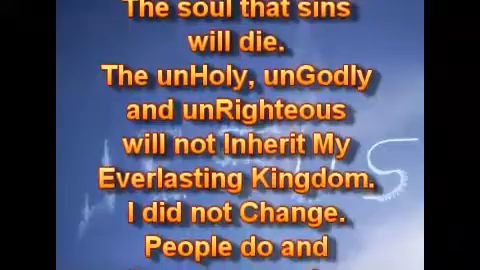 The soul that sins
will die.
The unHoly, unGodly
and unRighteous
will not Inherit My
Everlasting Kingdom.
I did not Change.
People do and